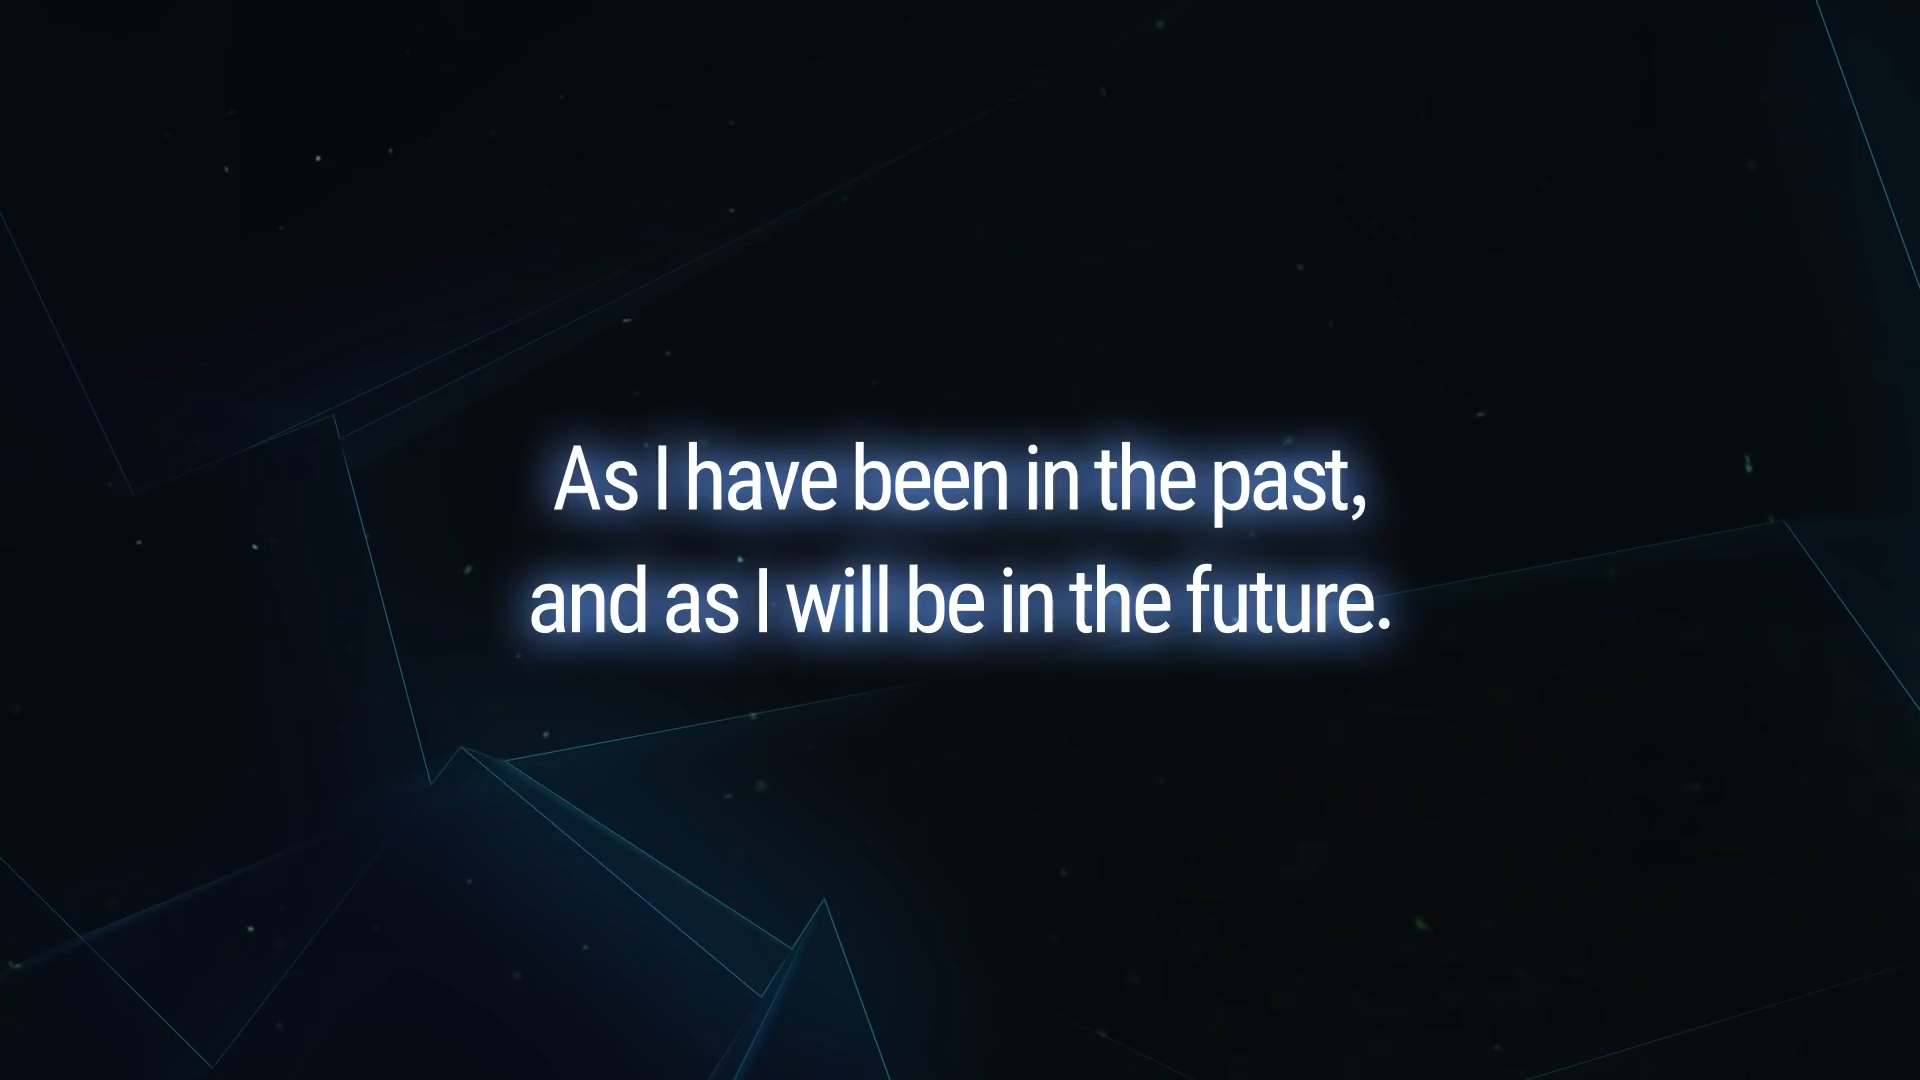 As I have been in the past,
and as I will be in the future.